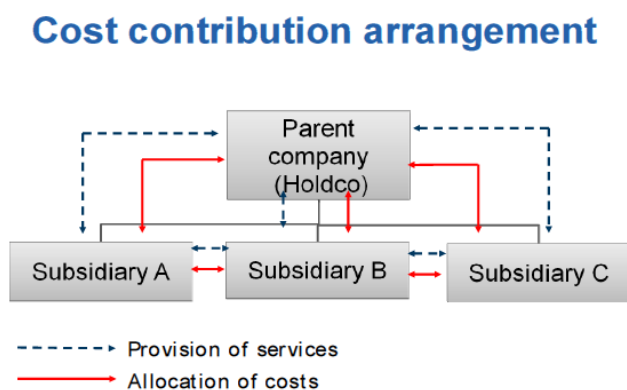 Cost contribution arrangement
Parent
company
(Holdco)
Subsidiary A
Subsidiary B
Subsidiary C
Provision of services
Allocation of costs